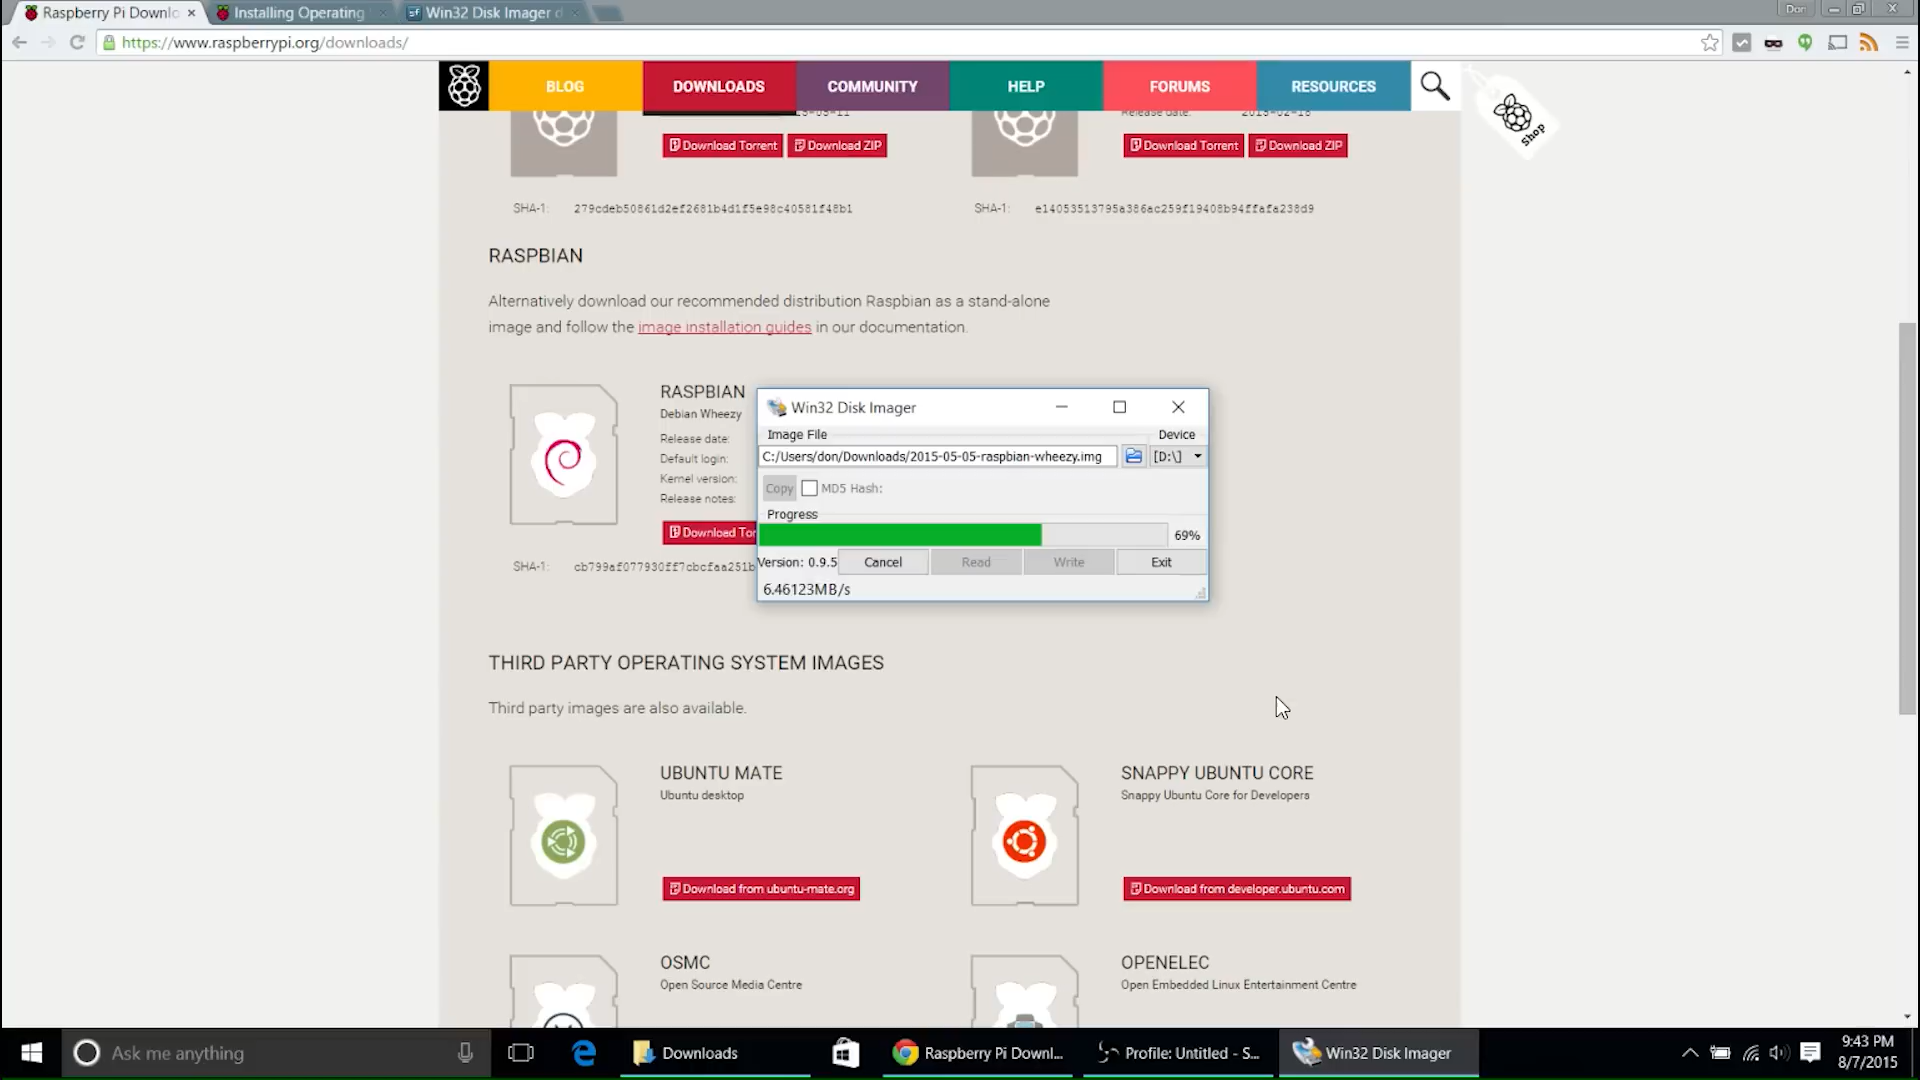 Raspberry Pi Downlo
Installing Operating
Win32 Disk Imager d
Don
https://www.raspberrypi.org/downloads/
BLOG
DOWNLOADS
COMMUNITY
HELP
FORUMS
RESOURCES
shop
Release date: 2015-02-18
Download Torrent
Download ZIP
Download Torrent
Download ZIP
SHA-1: 279cdeb50861d2ef2681b4d1f5e98c40581f48b1
SHA-1: e14053513795a386ac259f19408b94ffafa238d9
RASPBIAN
Alternatively download our recommended distribution Raspbian as a stand-alone
image and follow the image installation guides in our documentation.
RASPBIAN
Debian Wheezy
Release date:
Default login:
Kernel version:
Release notes:
Download Tor
SHA-1: cb799af077930ff7cbcfaa251b
Win32 Disk Imager
Image File
Device
C:/Users/don/Downloads/2015-05-05-raspbian-wheezy.img
[D:\]
Copy
MD5 Hash:
Progress
69%
Version: 0.9.5
Cancel
Read
Write
Exit
6.46123MB/s
THIRD PARTY OPERATING SYSTEM IMAGES
Third party images are also available.
UBUNTU MATE
Ubuntu desktop
Download from ubuntu-mate.org
SNAPPY UBUNTU CORE
Snappy Ubuntu Core for Developers
Download from developer.ubuntu.com
OSMC
Open Source Media Centre
OPENELEC
Open Embedded Linux Entertainment Centre
Ask me anything
Downloads
Raspberry Pi Downl...
Profile: Untitled - S...
Win32 Disk Imager
9:43 PM
8/7/2015